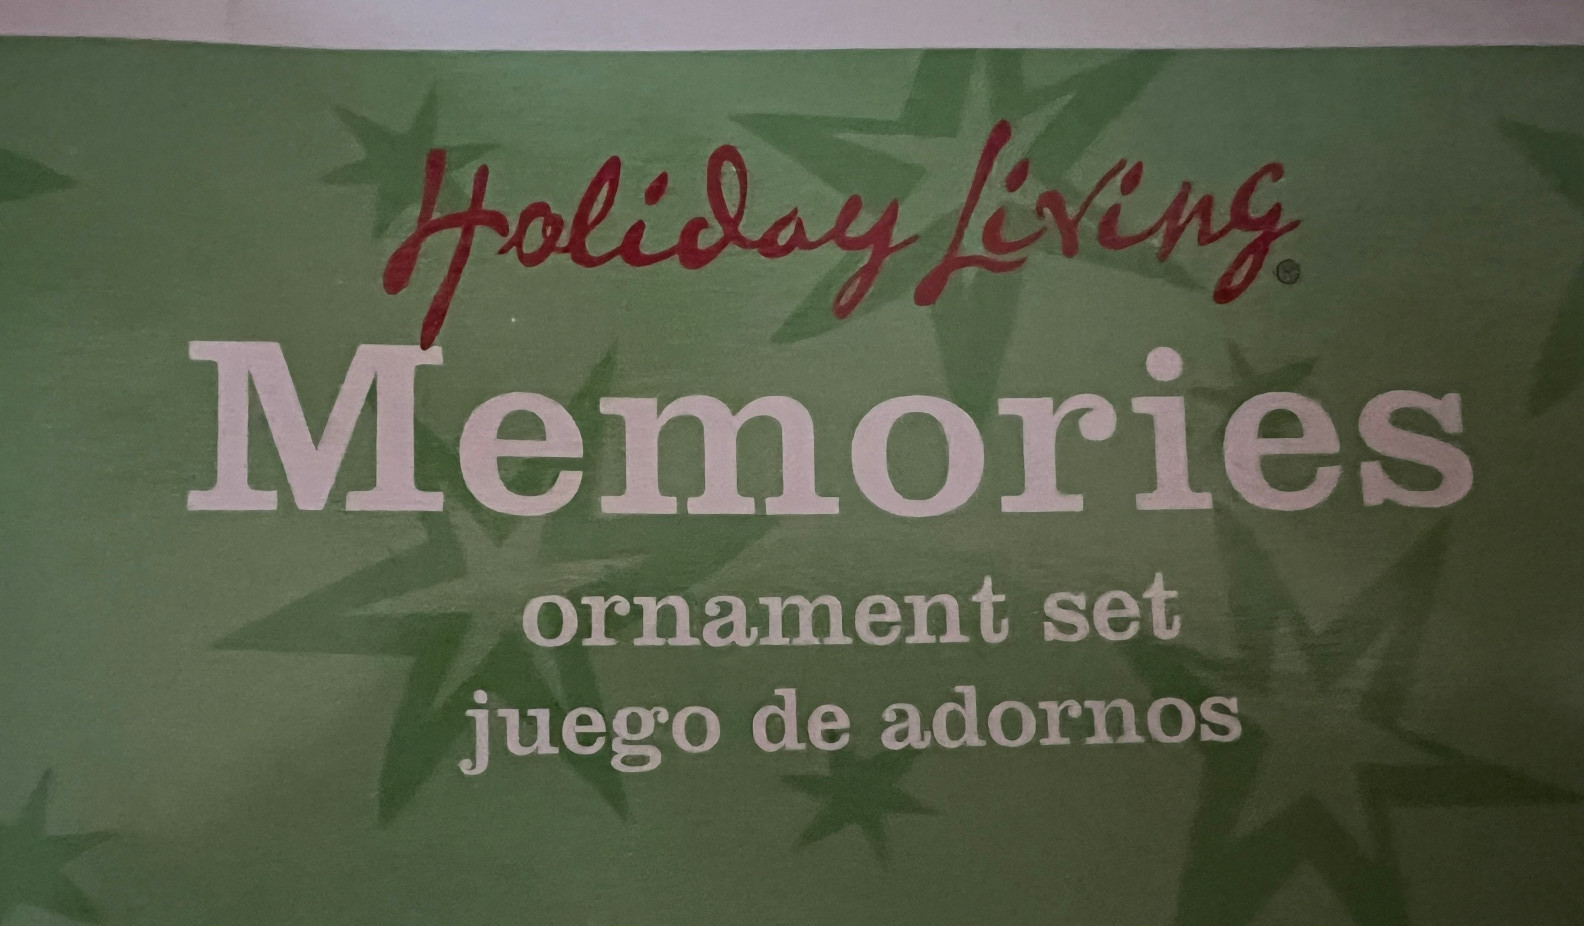 Holiday Living®
Memories
ornament set
juego de adornos